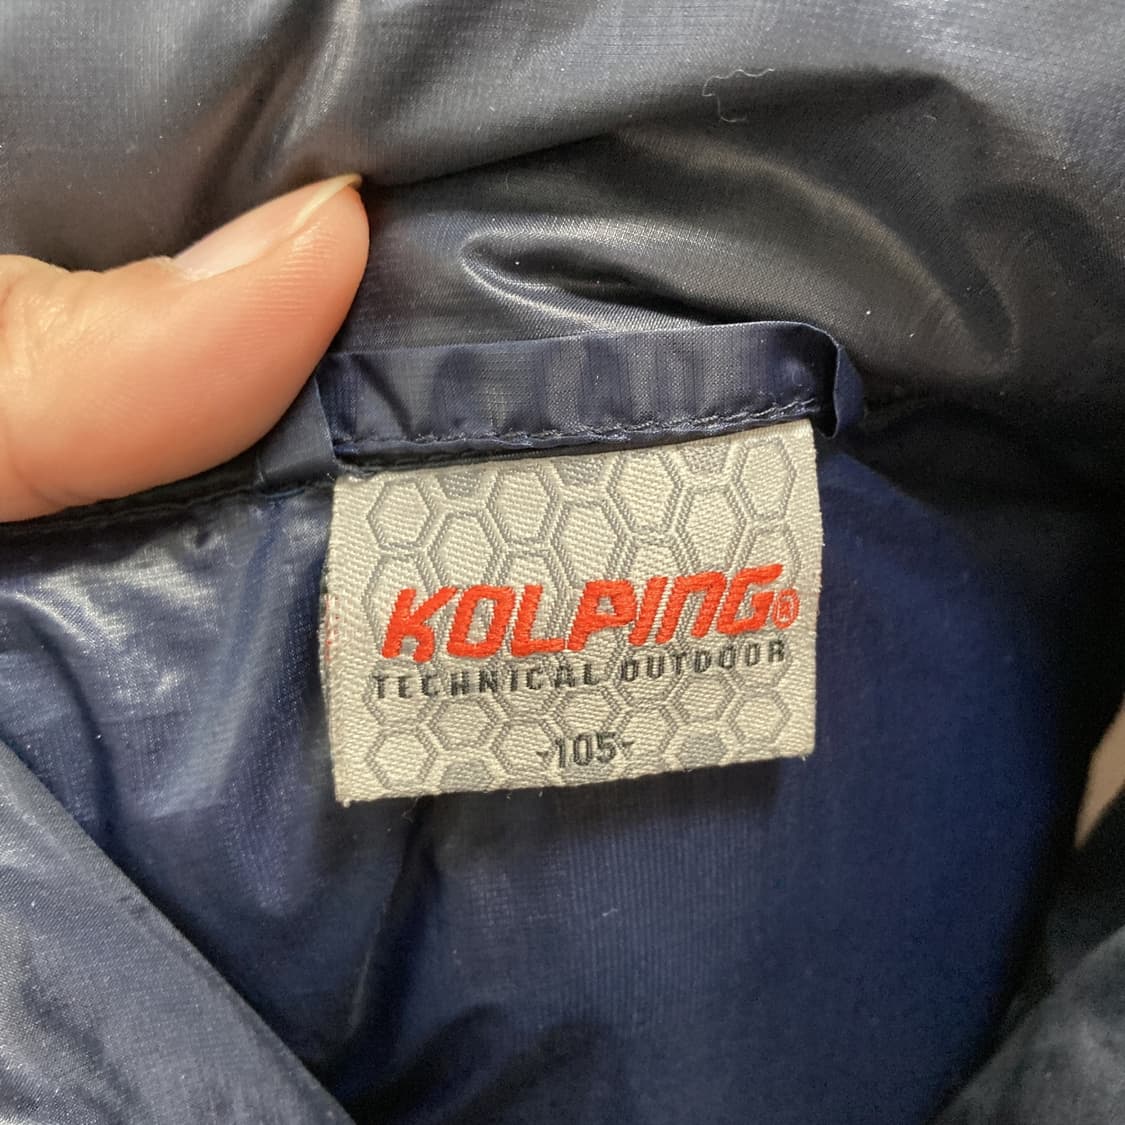 KOLPING®
TECHNICAL OUTDOOR
-105-